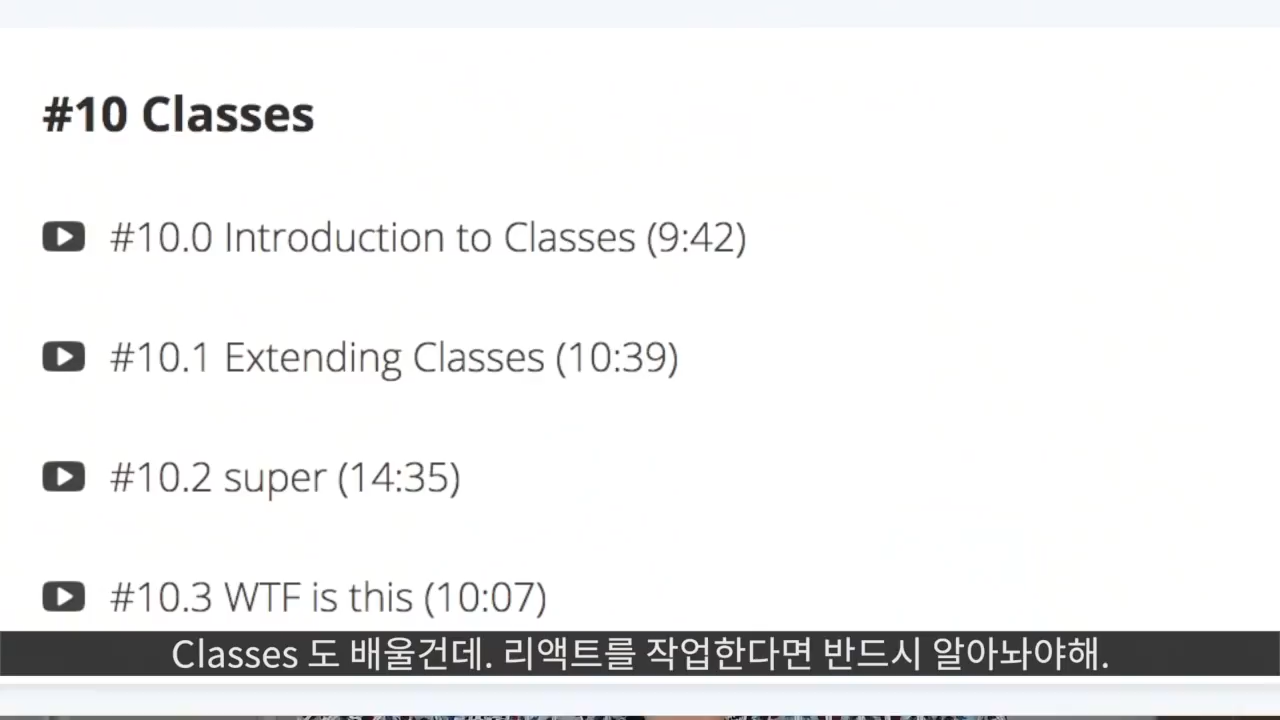 #10 Classes
#10.0 Introduction to Classes (9:42)
#10.1 Extending Classes (10:39)
#10.2 super (14:35)
#10.3 WTF is this (10:07)
Classes 도 배울건데. 리액트를 작업한다면 반드시 알아놔야해.